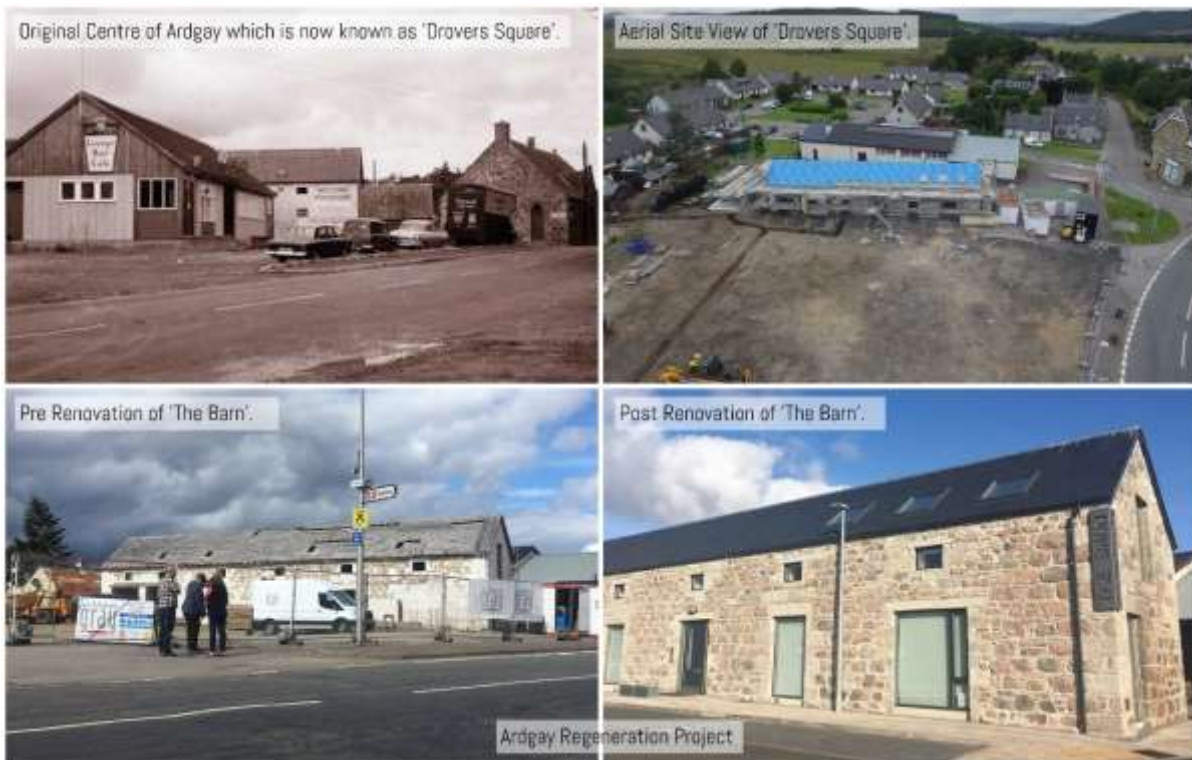 Original Centre of Ardgay which is now known as 'Drovers Square'.
Aerial Site View of 'Drovers Square'.
Pre Renovation of 'The Barn'.
Post Renovation of 'The Barn'.
Ardgay Regeneration Project